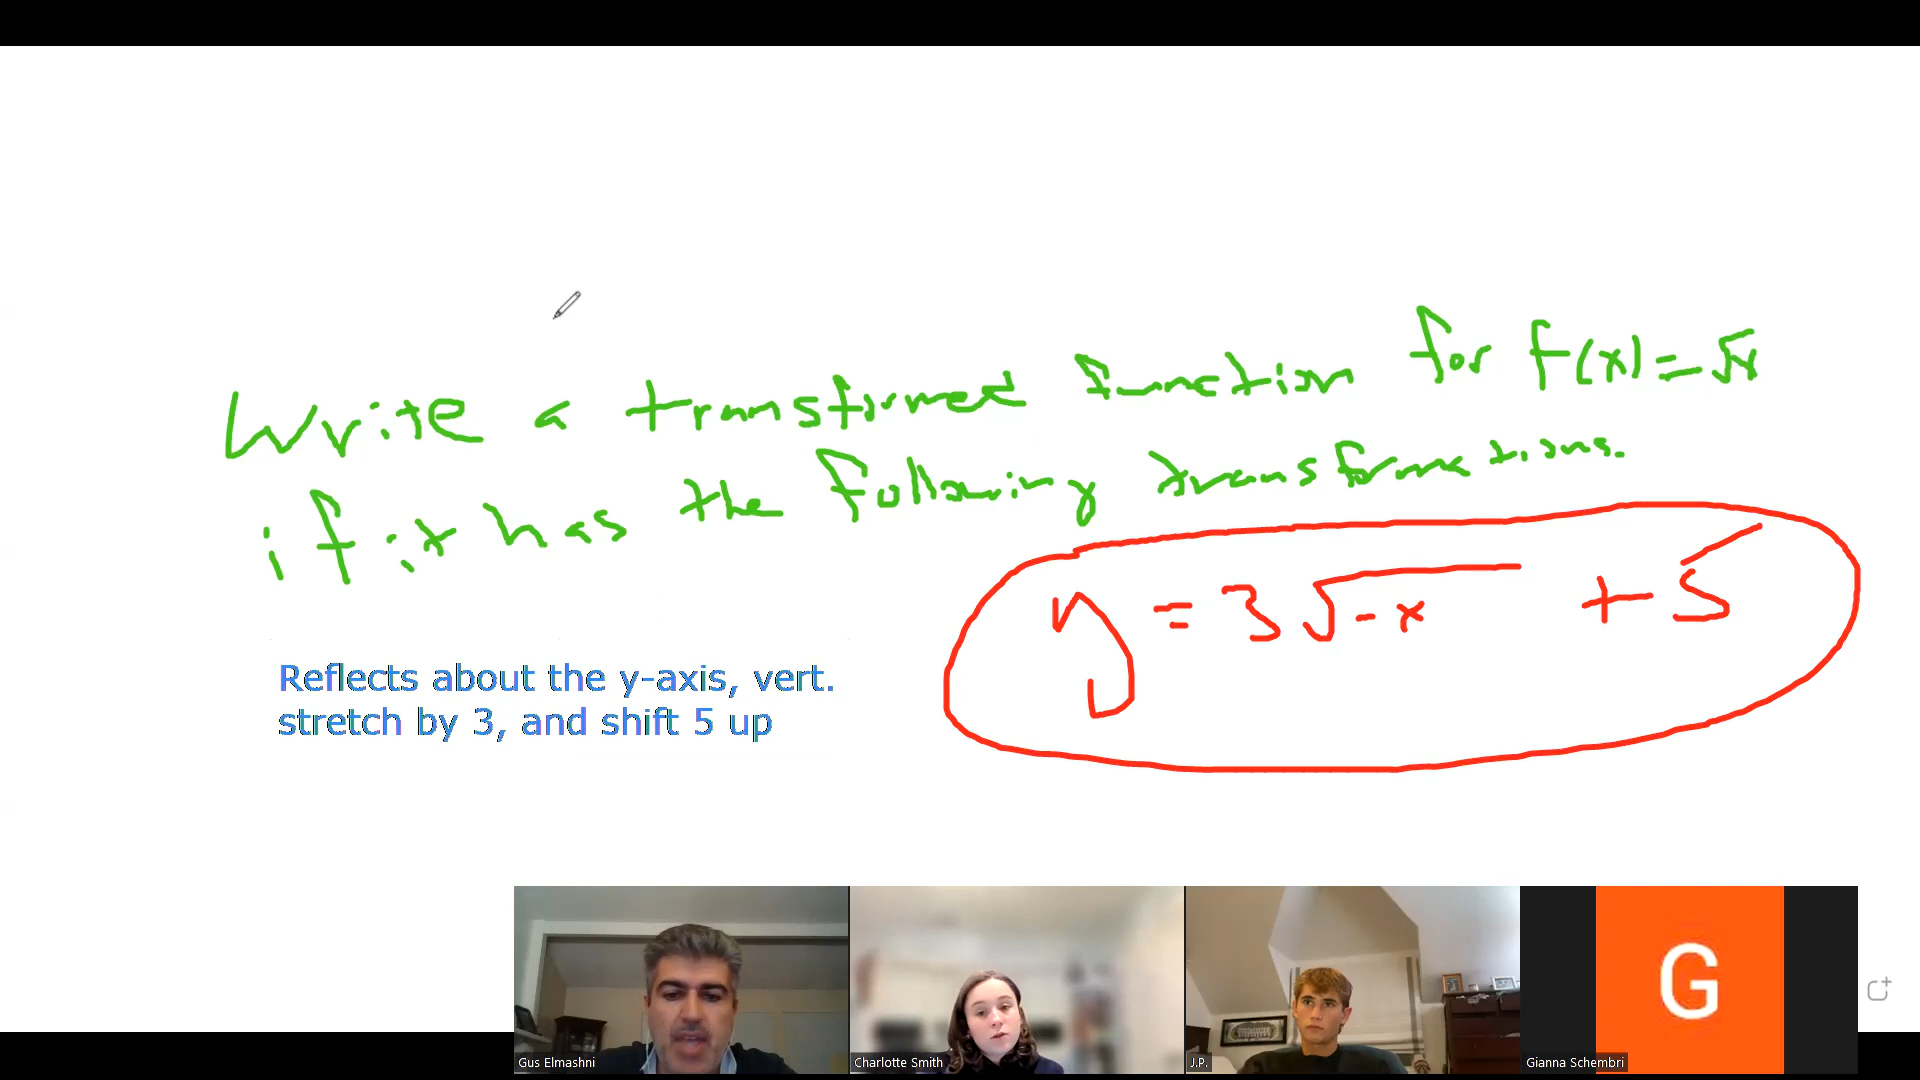 Write a transformed function for f(x)=√x
if it has the following transformations.
y = 3√-x + 5
Reflects about the y-axis, vert.
stretch by 3, and shift 5 up
G
Gus Elmashni
Charlotte Smith
J.P.
Gianna Schembri